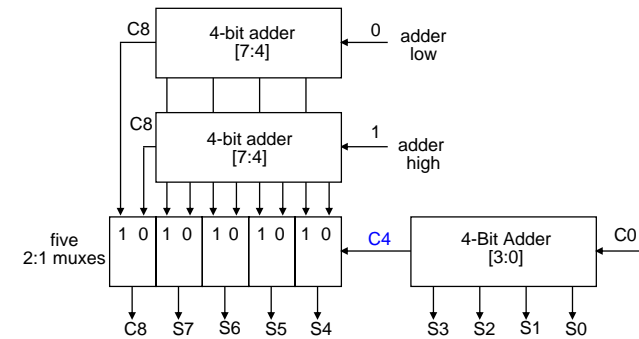 C8
4-bit adder
[7:4]
0
adder
low
C8
4-bit adder
[7:4]
1
adder
high
five
2:1 muxes
1 0 1 0 1 0 1 0 1 0
C4
4-Bit Adder
[3:0]
C0
C8 S7 S6 S5 S4
S3 S2 S1 S0